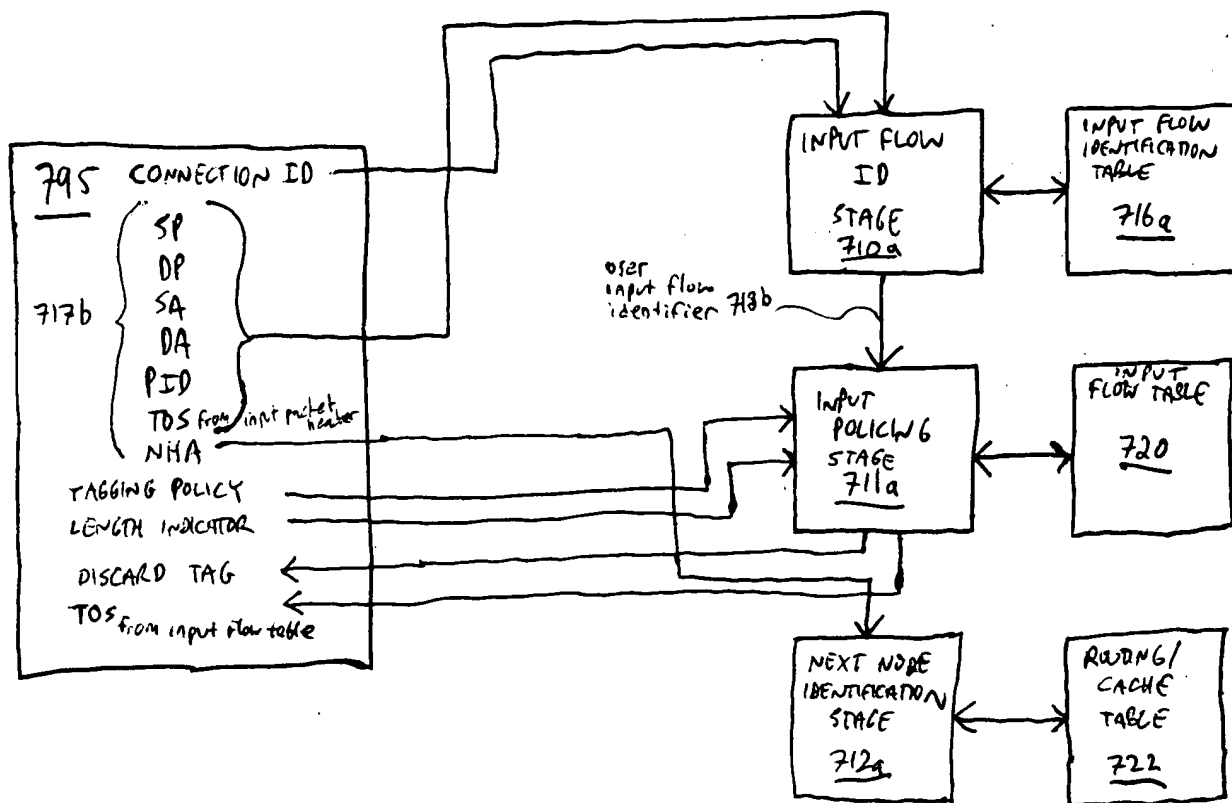 795 CONNECTION ID
717b
SP
DP
SA
DA
PID
TOS from input packet header
NHA
TAGGING POLICY
LENGTH INDICATOR
DISCARD TAG
TOS from input flow table
INPUT FLOW
ID
STAGE
710a
INPUT FLOW
IDENTIFICATION
TABLE
716a
user
input flow
identifier 718b
INPUT
POLICING
STAGE
711a
INPUT
FLOW TABLE
720
NEXT NODE
IDENTIFICATION
STAGE
712a
ROUTING/
CACHE
TABLE
722